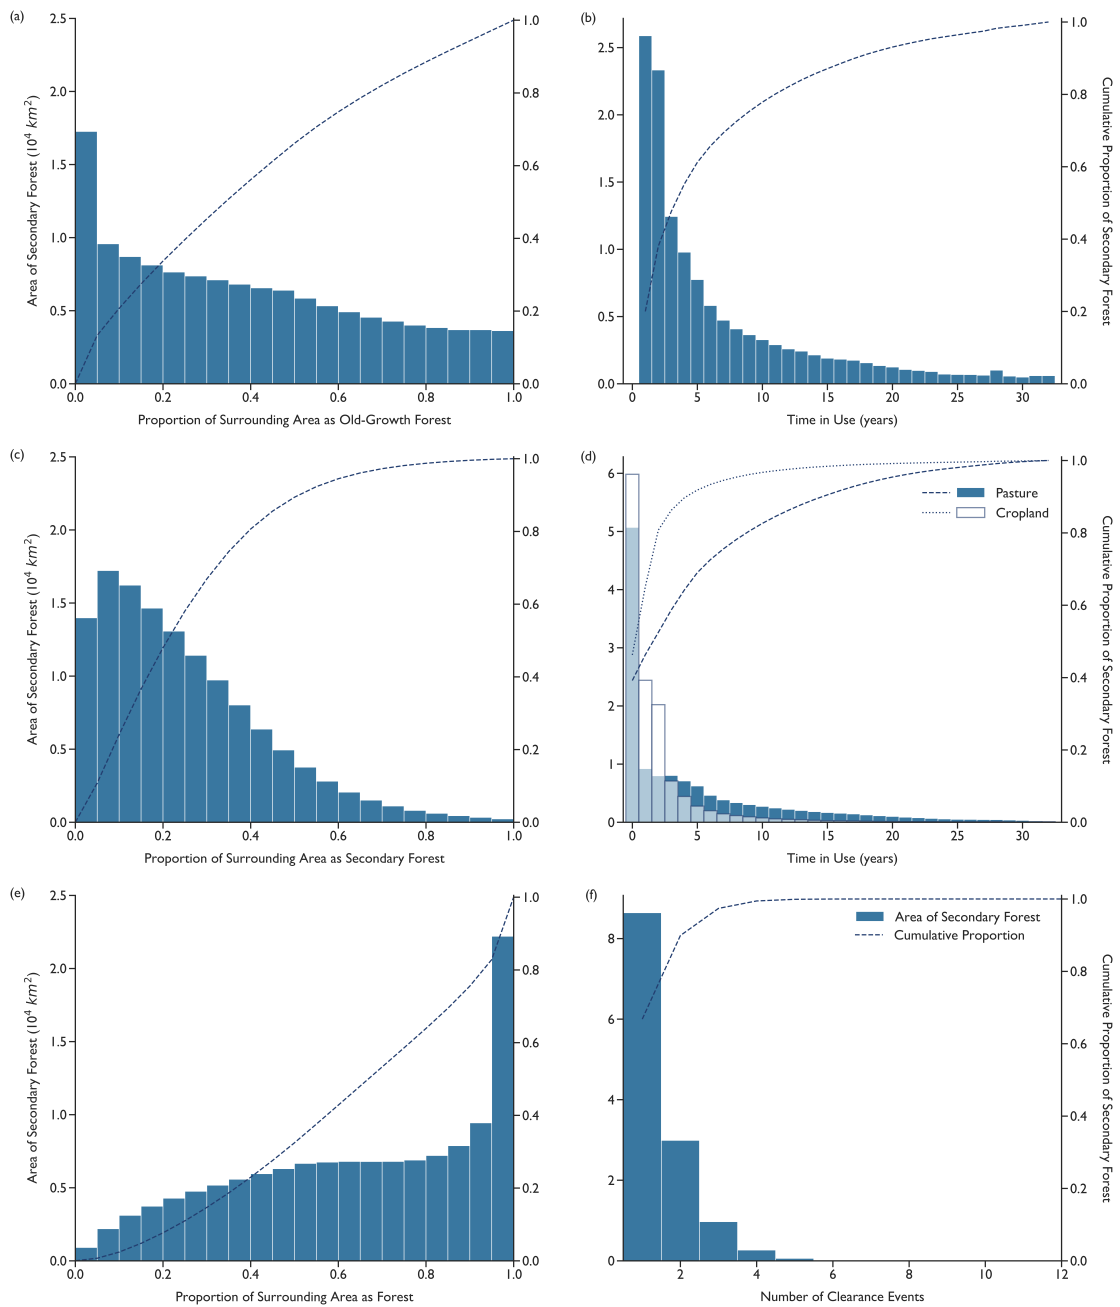 (a)
2.5
2.0
1.5
1.0
0.5
0.0
Area of Secondary Forest (10⁴ km²)
1.0
0.8
0.6
0.4
0.2
0.0
0.0 0.2 0.4 0.6 0.8 1.0
Proportion of Surrounding Area as Old-Growth Forest
(b)
2.5
2.0
1.5
1.0
0.5
0.0
1.0
0.8
0.6
0.4
0.2
0.0
Cumulative Proportion of Secondary Forest
0 5 10 15 20 25 30
Time in Use (years)
(c)
2.5
2.0
1.5
1.0
0.5
0.0
Area of Secondary Forest (10⁴ km²)
1.0
0.8
0.6
0.4
0.2
0.0
0.0 0.2 0.4 0.6 0.8 1.0
Proportion of Surrounding Area as Secondary Forest
(d)
6
5
4
3
2
1
0
Pasture
Cropland
1.0
0.8
0.6
0.4
0.2
0.0
Cumulative Proportion of Secondary Forest
0 5 10 15 20 25 30
Time in Use (years)
(e)
2.5
2.0
1.5
1.0
0.5
0.0
Area of Secondary Forest (10⁴ km²)
1.0
0.8
0.6
0.4
0.2
0.0
0.0 0.2 0.4 0.6 0.8 1.0
Proportion of Surrounding Area as Forest
(f)
8
6
4
2
0
Area of Secondary Forest
Cumulative Proportion
1.0
0.8
0.6
0.4
0.2
0.0
Cumulative Proportion of Secondary Forest
2 4 6 8 10 12
Number of Clearance Events